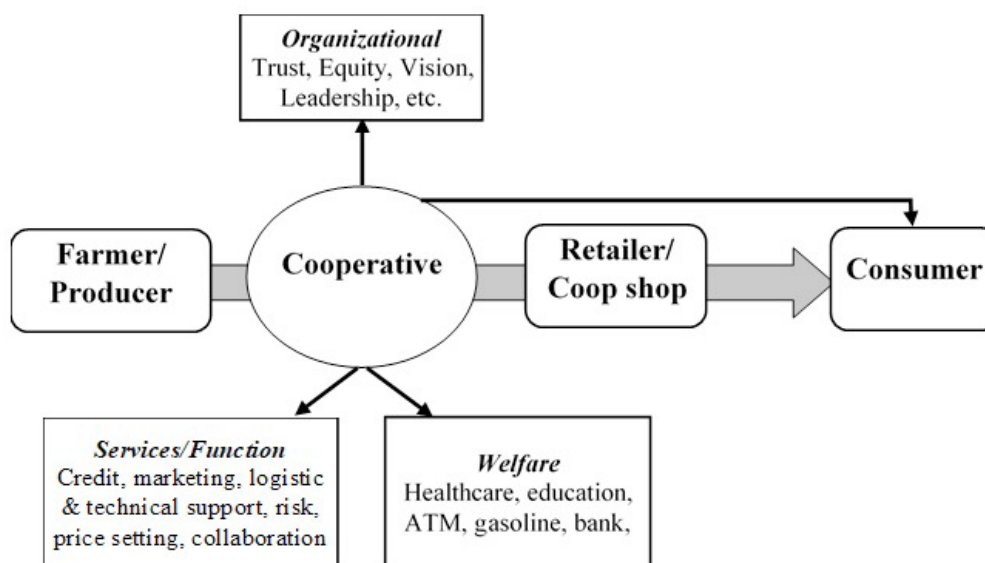 Organizational
Trust, Equity, Vision,
Leadership, etc.
Farmer/
Producer
Cooperative
Retailer/
Coop shop
Consumer
Services/Function
Credit, marketing, logistic
& technical support, risk,
price setting, collaboration
Welfare
Healthcare, education,
ATM, gasoline, bank,